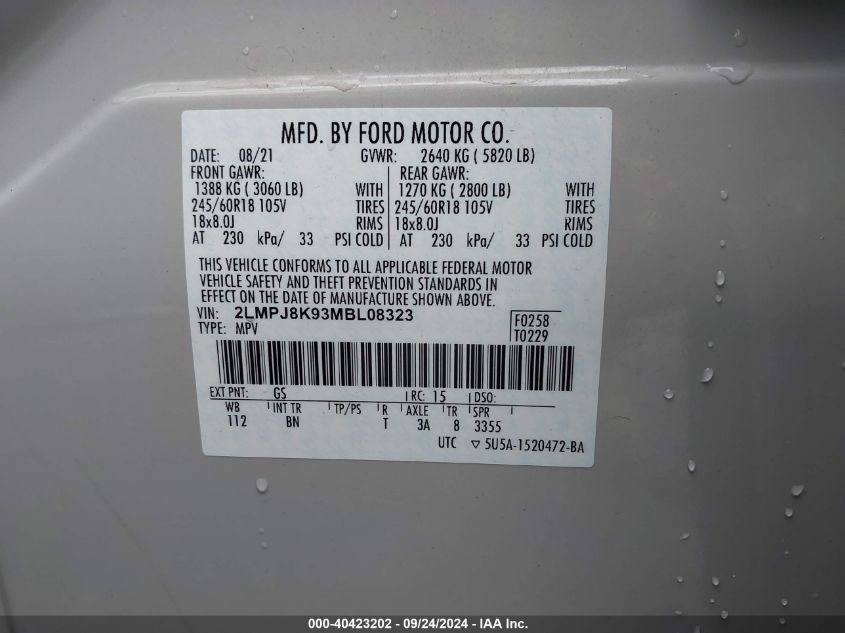 MFD. BY FORD MOTOR CO.
DATE: 08/21 GVWR: 2640 KG ( 5820 LB)
FRONT GAWR: REAR GAWR:
1388 KG ( 3060 LB) WITH 1270 KG ( 2800 LB) WITH
245/60R18 105V TIRES 245/60R18 105V TIRES
18x8.0J RIMS 18x8.0J RIMS
AT 230 kPa/ 33 PSI COLD AT 230 kPa/ 33 PSI COLD
THIS VEHICLE CONFORMS TO ALL APPLICABLE FEDERAL MOTOR
VEHICLE SAFETY AND THEFT PREVENTION STANDARDS IN
EFFECT ON THE DATE OF MANUFACTURE SHOWN ABOVE.
VIN: 2LMPJ8K93MBL08323
TYPE: MPV
F0258
T0229
EXT PNT: GS RC: 15 DSO:
WB INT TR TP/PS R AXLE TR SPR
112 BN T 3A 8 3355
UTC ▽ 5U5A-1520472-BA
000-40423202 - 09/24/2024 - IAA Inc.